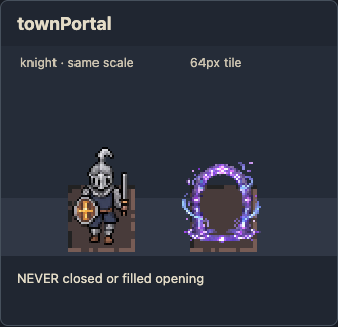 townPortal
knight · same scale
64px tile
NEVER closed or filled opening